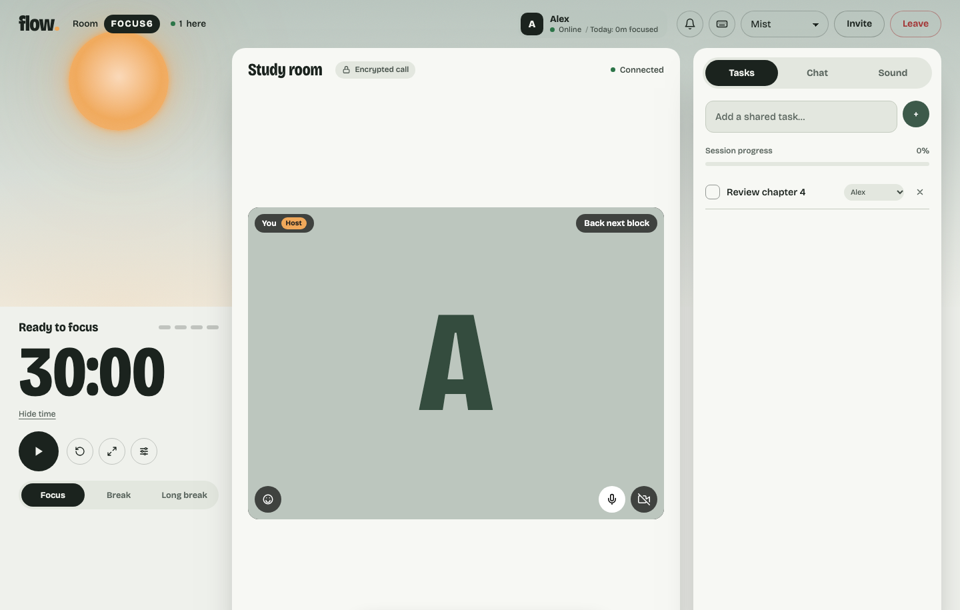 flow.
Room FOCUS6 1 here
A Alex
Online / Today: 0m focused
Mist
Invite
Leave
Study room
Encrypted call
Connected
You Host
Back next block
A
Ready to focus
30:00
Hide time
Focus Break Long break
Tasks Chat Sound
Add a shared task...
+
Session progress 0%
Review chapter 4 Alex